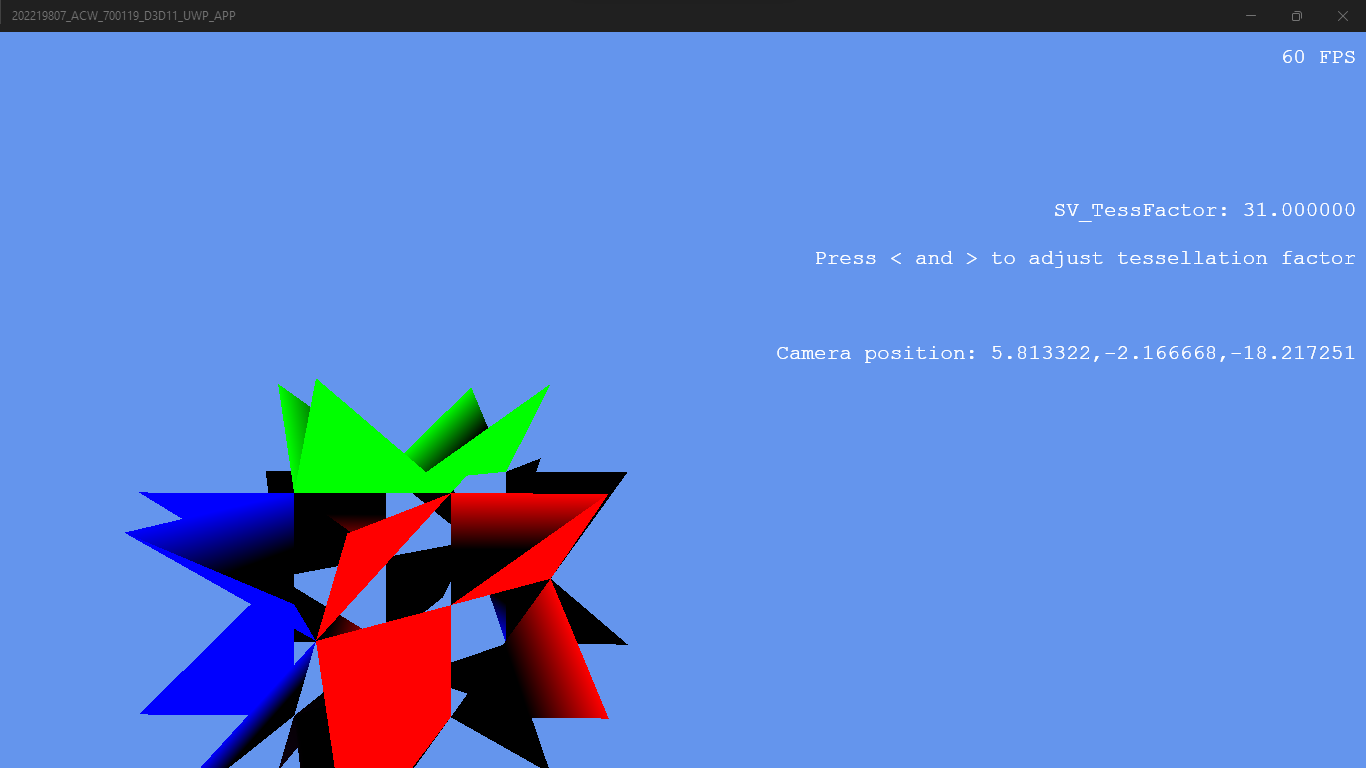 202219807_ACW_700119_D3D11_UWP_APP
60 FPS
SV_TessFactor: 31.000000
Press < and > to adjust tessellation factor
Camera position: 5.813322,-2.166668,-18.217251